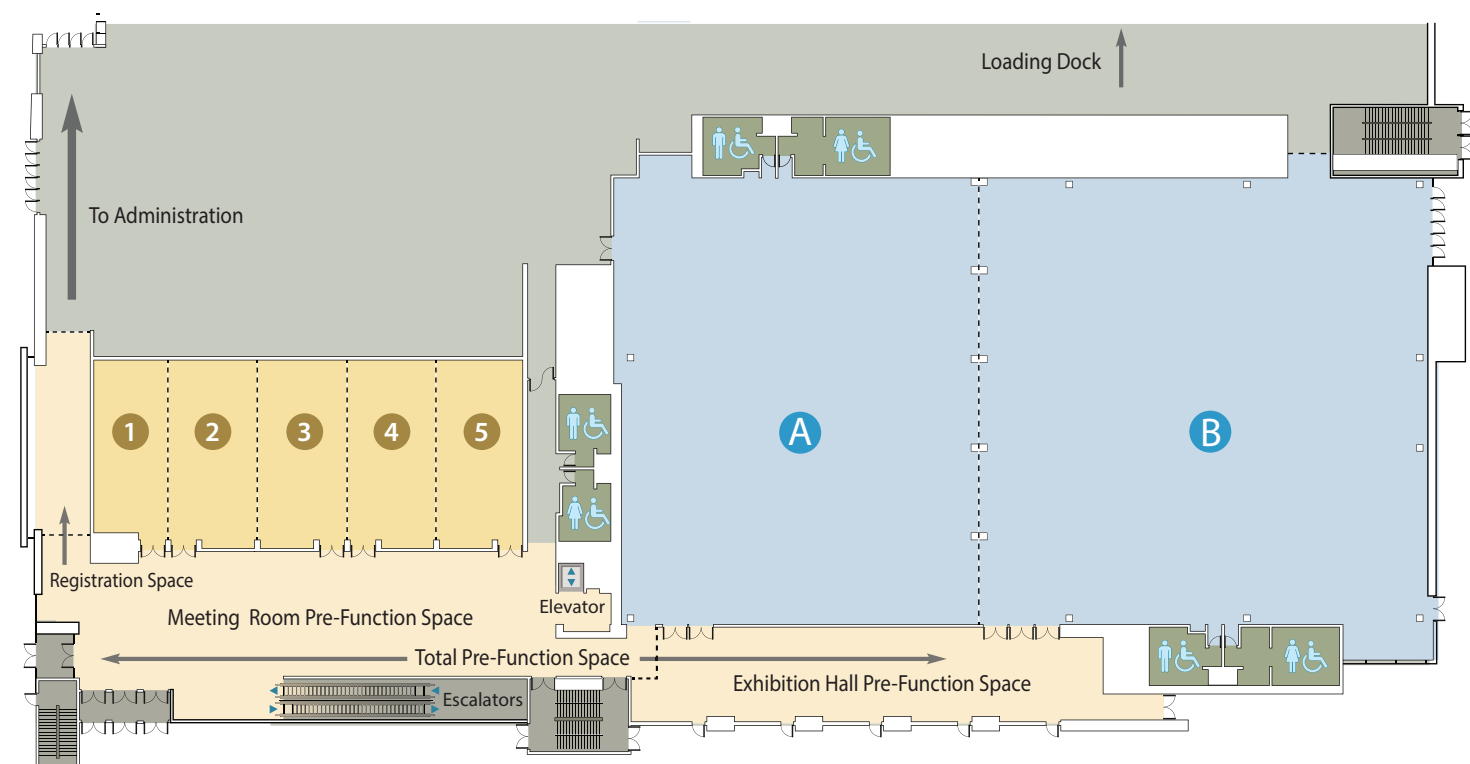 Loading Dock
To Administration
1
2
3
4
5
A
B
Registration Space
Elevator
Meeting Room Pre-Function Space
Total Pre-Function Space
Exhibition Hall Pre-Function Space
Escalators